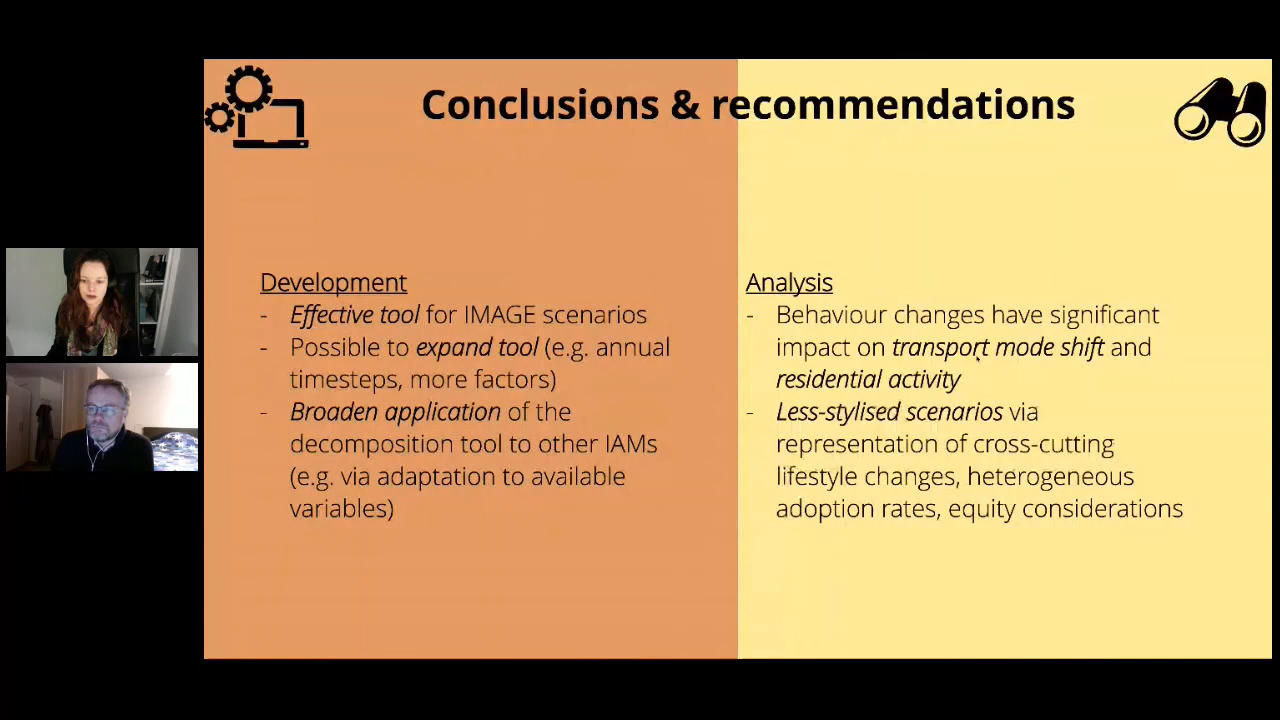 Conclusions & recommendations
Development
- Effective tool for IMAGE scenarios
- Possible to expand tool (e.g. annual
timesteps, more factors)
- Broaden application of the
decomposition tool to other IAMs
(e.g. via adaptation to available
variables)
Analysis
- Behaviour changes have significant
impact on transport mode shift and
residential activity
- Less-stylised scenarios via
representation of cross-cutting
lifestyle changes, heterogeneous
adoption rates, equity considerations